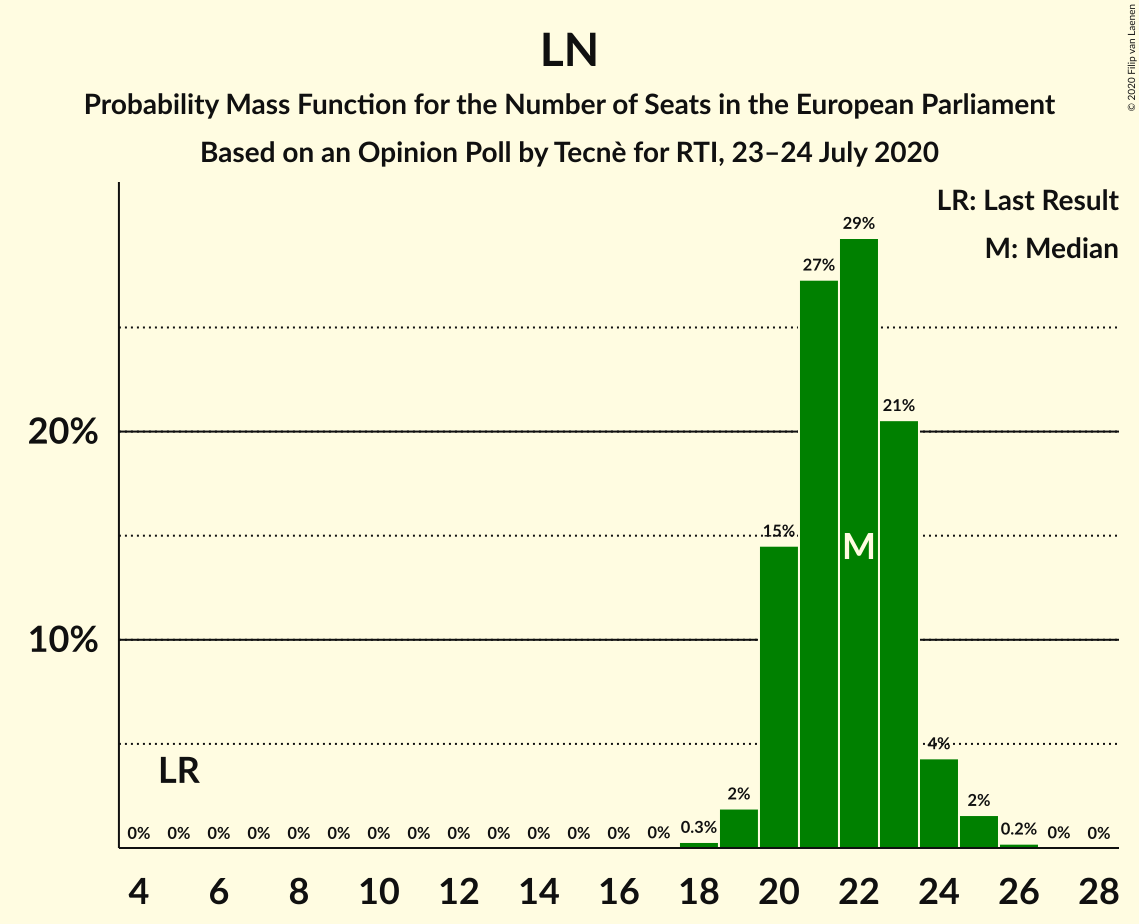 LN
Probability Mass Function for the Number of Seats in the European Parliament
Based on an Opinion Poll by Tecnè for RTI, 23–24 July 2020
© 2020 Filip van Laenen
LR: Last Result
M: Median
20%
10%
0% 0% 0% 0% 0% 0% 0% 0% 0% 0% 0% 0% 0% 0% 0.3% 2% 15% 27% 29% 21% 4% 2% 0.2% 0% 0%
LR
M
4 6 8 10 12 14 16 18 20 22 24 26 28